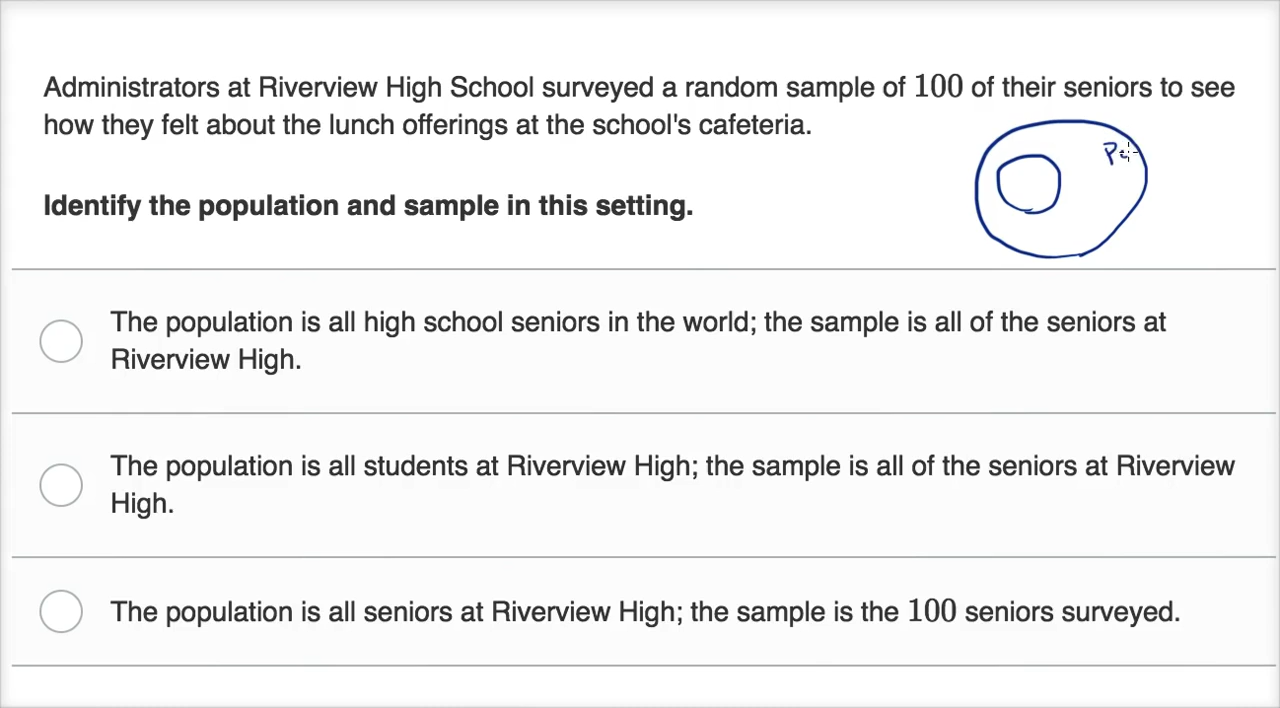 Administrators at Riverview High School surveyed a random sample of 100 of their seniors to see
how they felt about the lunch offerings at the school's cafeteria.
Identify the population and sample in this setting.
The population is all high school seniors in the world; the sample is all of the seniors at
Riverview High.
The population is all students at Riverview High; the sample is all of the seniors at Riverview
High.
The population is all seniors at Riverview High; the sample is the 100 seniors surveyed.